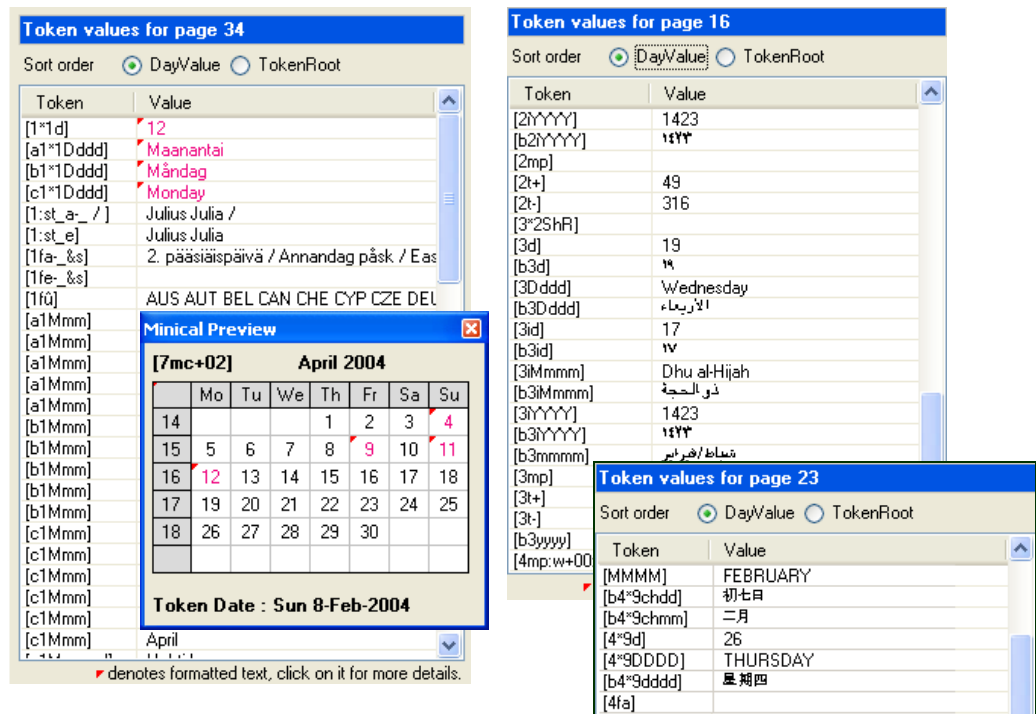 Token values for page 34
Sort order DayValue TokenRoot
Token Value
[1*1d] 12
[a1*1Dddd] Maanantai
[b1*1Dddd] Måndag
[c1*1Dddd] Monday
[1:st_a-_ / ] Julius Julia /
[1:st_e] Julius Julia
[1fa-_&s] 2. pääsiäispäivä / Annandag påsk / Eas
[1fe-_&s]
[1fû] AUS AUT BEL CAN CHE CYP CZE DEU
[a1Mmm]
[a1Mmm]
[a1Mmm]
[a1Mmm]
[a1Mmm]
[b1Mmm]
[b1Mmm]
[b1Mmm]
[b1Mmm]
[b1Mmm]
[c1Mmm]
[c1Mmm]
[c1Mmm]
[c1Mmm]
[c1Mmm]
[c1Mmm] April
denotes formatted text, click on it for more details.
Minical Preview
[7mc+02] April 2004
Mo Tu We Th Fr Sa Su
14 1 2 3 4
15 5 6 7 8 9 10 11
16 12 13 14 15 16 17 18
17 19 20 21 22 23 24 25
18 26 27 28 29 30
Token Date : Sun 8-Feb-2004
Token values for page 16
Sort order DayValue TokenRoot
Token Value
[2iYYYY] 1423
[b2iYYYY] ١٤٢٣
[2mp]
[2t+] 49
[2t-] 316
[3*2ShR]
[3d] 19
[b3d] ١٩
[3Dddd] Wednesday
[b3Dddd] الأربعاء
[3id] 17
[b3id] ١٧
[3iMmmm] Dhu al-Hijah
[b3iMmmm] ذو الحجة
[3iYYYY] 1423
[b3iYYYY] ١٤٢٣
[b3mmmm] شباط/فبراير
[3mp]
[3t+]
[3t-]
[b3yyyy]
[4mp:w+00:
Token values for page 23
Sort order DayValue TokenRoot
Token Value
[MMMM] FEBRUARY
[b4*9chdd] 初七日
[b4*9chmm] 二月
[4*9d] 26
[4*9DDDD] THURSDAY
[b4*9dddd] 星期四
[4fa]